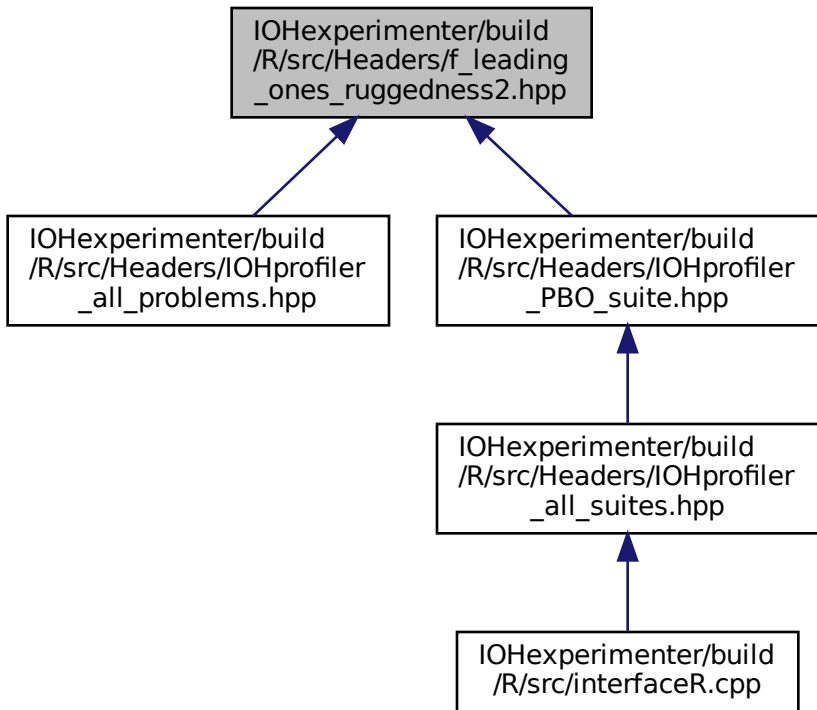 IOHexperimenter/build
/R/src/Headers/f_leading
_ones_ruggedness2.hpp
IOHexperimenter/build
/R/src/Headers/IOHprofiler
_all_problems.hpp
IOHexperimenter/build
/R/src/Headers/IOHprofiler
_PBO_suite.hpp
IOHexperimenter/build
/R/src/Headers/IOHprofiler
_all_suites.hpp
IOHexperimenter/build
/R/src/interfaceR.cpp